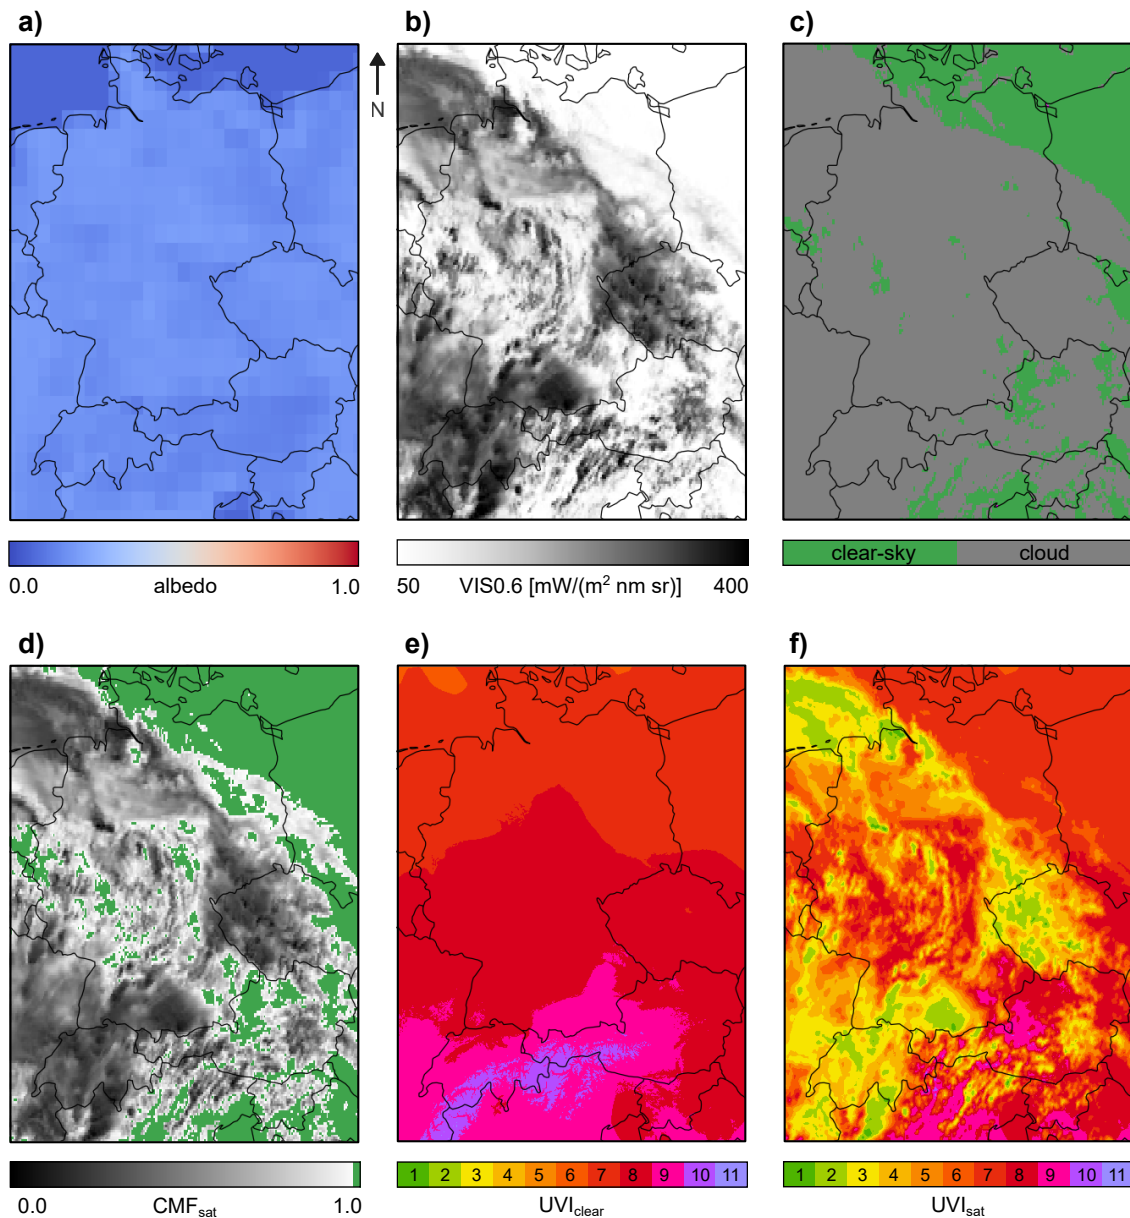 a)
b)
c)
N
0.0 albedo 1.0
50 VIS0.6 [mW/(m² nm sr)] 400
clear-sky cloud
d)
e)
f)
0.0 CMFsat 1.0
1 2 3 4 5 6 7 8 9 10 11
UVIclear
1 2 3 4 5 6 7 8 9 10 11
UVIsat